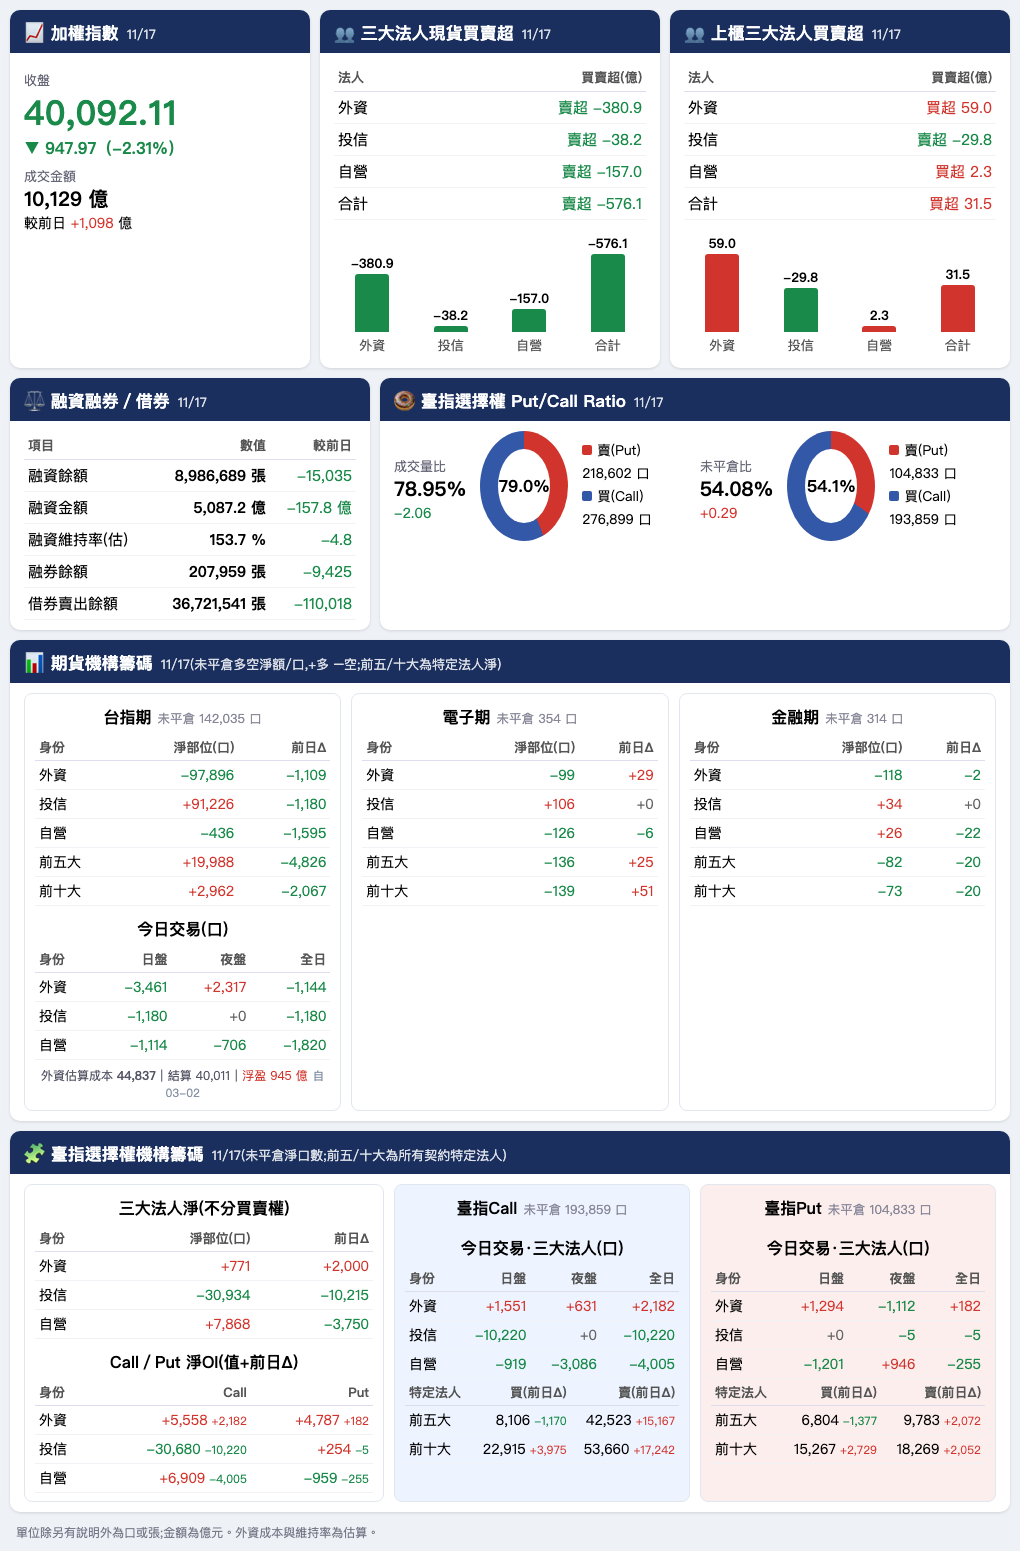 加權指數 11/17
收盤
40,092.11
▼ 947.97 (−2.31%)
成交金額
10,129 億
較前日 +1,098 億
三大法人現貨買賣超 11/17
法人 買賣超(億)
外資 賣超 −380.9
投信 賣超 −38.2
自營 賣超 −157.0
合計 賣超 −576.1
−380.9 −38.2 −157.0 −576.1
外資 投信 自營 合計
上櫃三大法人買賣超 11/17
法人 買賣超(億)
外資 買超 59.0
投信 賣超 −29.8
自營 買超 2.3
合計 買超 31.5
59.0 −29.8 2.3 31.5
外資 投信 自營 合計
融資融券 / 借券 11/17
項目 數值 較前日
融資餘額 8,986,689 張 −15,035
融資金額 5,087.2 億 −157.8 億
融資維持率(估) 153.7 % −4.8
融券餘額 207,959 張 −9,425
借券賣出餘額 36,721,541 張 −110,018
臺指選擇權 Put/Call Ratio 11/17
成交量比
78.95%
−2.06
79.0%
賣(Put)
218,602 口
買(Call)
276,899 口
未平倉比
54.08%
+0.29
54.1%
賣(Put)
104,833 口
買(Call)
193,859 口
期貨機構籌碼 11/17(未平倉多空淨額/口,+多 −空;前五/十大為特定法人淨)
台指期 未平倉 142,035 口
身份 淨部位(口) 前日Δ
外資 −97,896 −1,109
投信 +91,226 −1,180
自營 −436 −1,595
前五大 +19,988 −4,826
前十大 +2,962 −2,067
今日交易(口)
身份 日盤 夜盤 全日
外資 −3,461 +2,317 −1,144
投信 −1,180 +0 −1,180
自營 −1,114 −706 −1,820
外資估算成本 44,837 | 結算 40,011 | 浮盈 945 億 自
03-02
電子期 未平倉 354 口
身份 淨部位(口) 前日Δ
外資 −99 +29
投信 +106 +0
自營 −126 −6
前五大 −136 +25
前十大 −139 +51
金融期 未平倉 314 口
身份 淨部位(口) 前日Δ
外資 −118 −2
投信 +34 +0
自營 +26 −22
前五大 −82 −20
前十大 −73 −20
臺指選擇權機構籌碼 11/17(未平倉淨口數;前五/十大為所有契約特定法人)
三大法人淨(不分買賣權)
身份 淨部位(口) 前日Δ
外資 +771 +2,000
投信 −30,934 −10,215
自營 +7,868 −3,750
Call / Put 淨OI(值+前日Δ)
身份 Call Put
外資 +5,558 +2,182 +4,787 +182
投信 −30,680 −10,220 +254 −5
自營 +6,909 −4,005 −959 −255
臺指Call 未平倉 193,859 口
今日交易·三大法人(口)
身份 日盤 夜盤 全日
外資 +1,551 +631 +2,182
投信 −10,220 +0 −10,220
自營 −919 −3,086 −4,005
特定法人 買(前日Δ) 賣(前日Δ)
前五大 8,106 −1,170 42,523 +15,167
前十大 22,915 +3,975 53,660 +17,242
臺指Put 未平倉 104,833 口
今日交易·三大法人(口)
身份 日盤 夜盤 全日
外資 +1,294 −1,112 +182
投信 +0 −5 −5
自營 −1,201 +946 −255
特定法人 買(前日Δ) 賣(前日Δ)
前五大 6,804 −1,377 9,783 +2,072
前十大 15,267 +2,729 18,269 +2,052
單位除另有說明外為口或張;金額為億元。外資成本與維持率為估算。